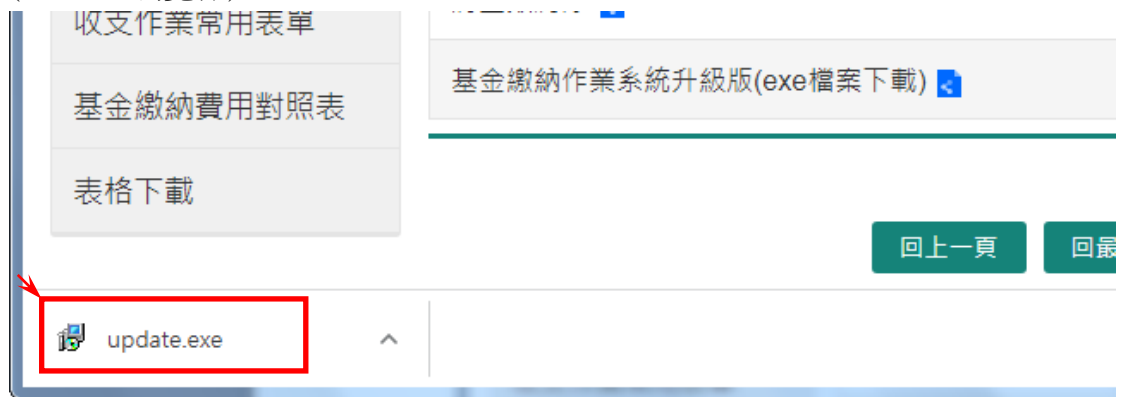 收支作業常用表單
基金繳納費用對照表
表格下載
基金繳納作業系統升級版(exe檔案下載)
回上一頁
回最
update.exe